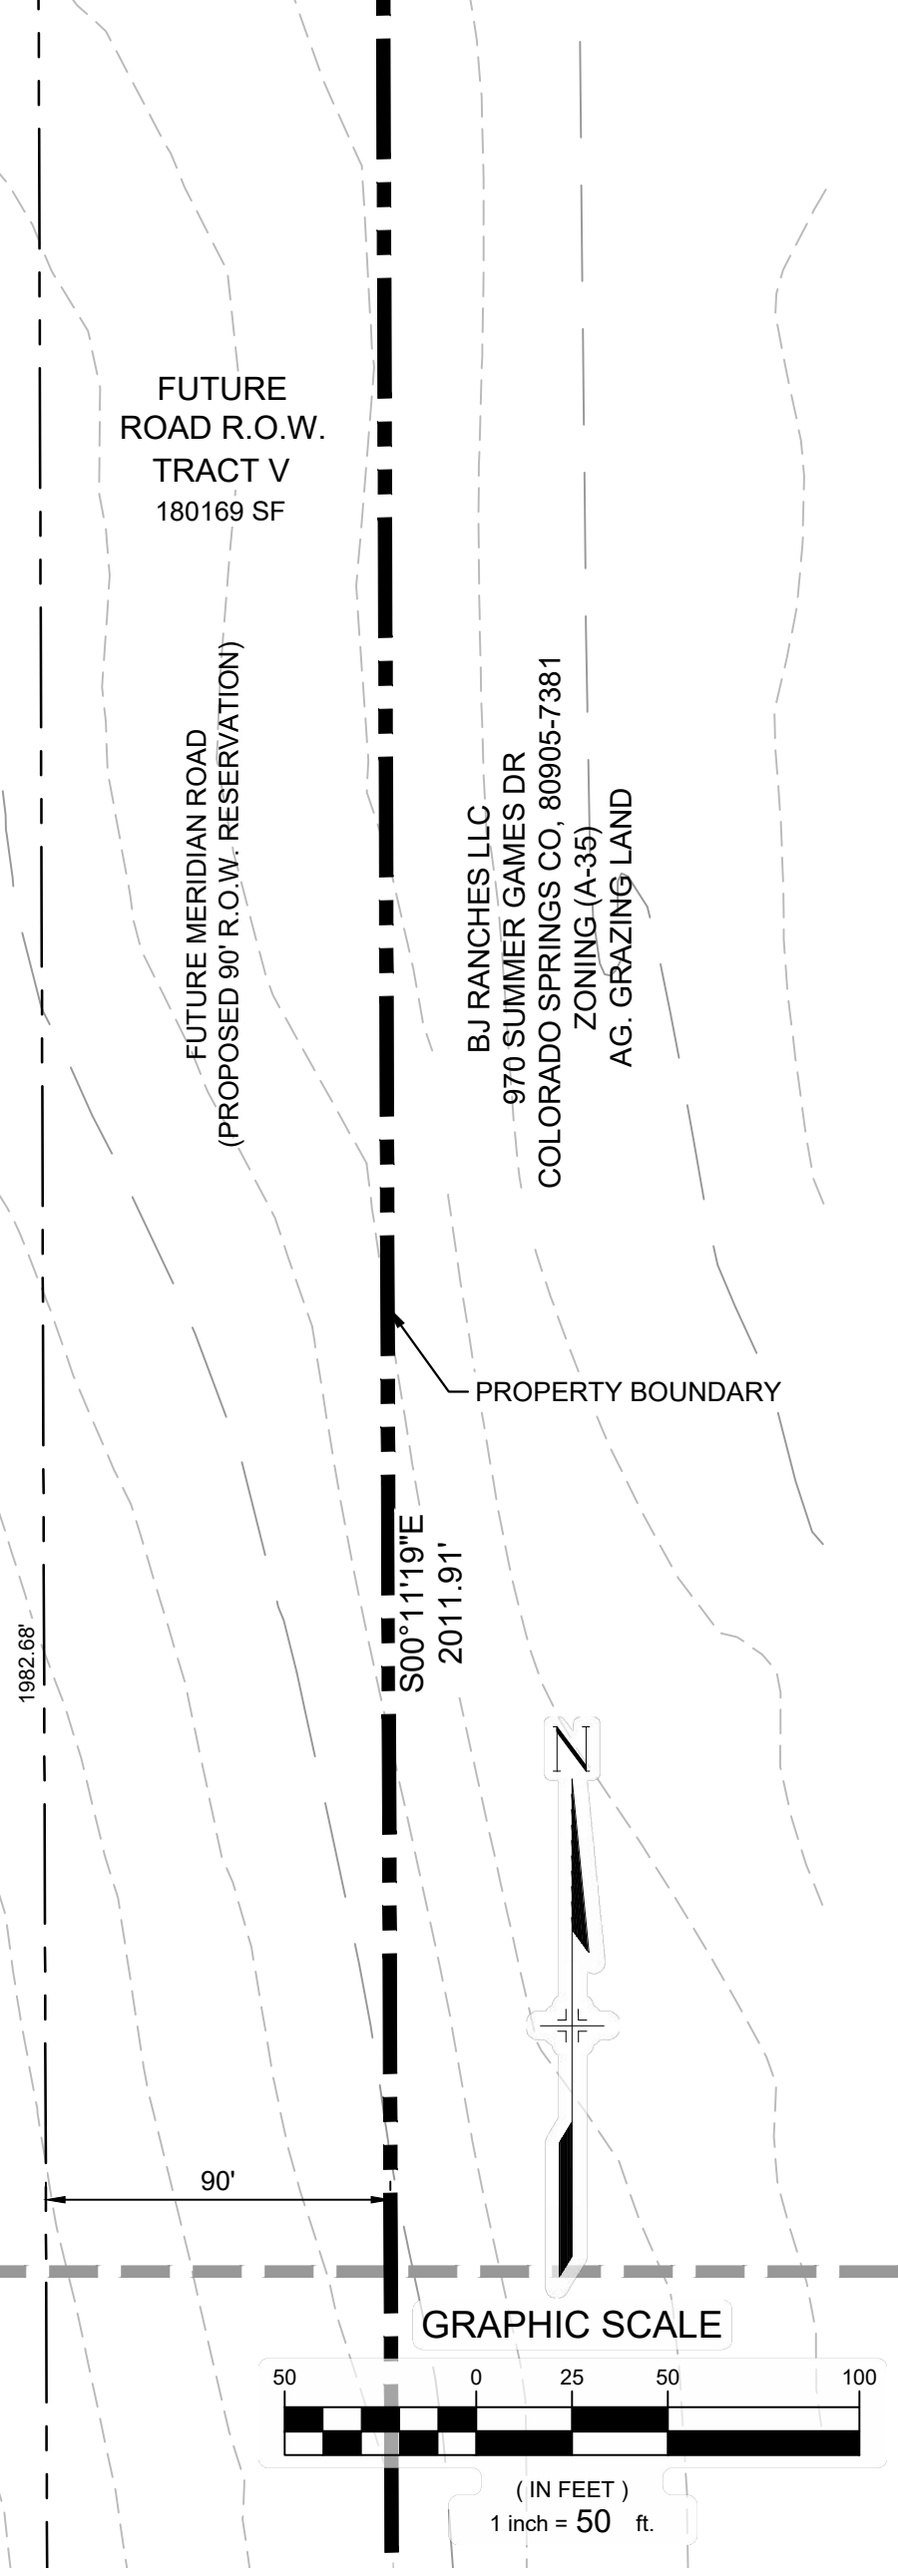 FUTURE
ROAD R.O.W.
TRACT V
180169 SF
FUTURE MERIDIAN ROAD
(PROPOSED 90' R.O.W. RESERVATION)
BJ RANCHES LLC
970 SUMMER GAMES DR
COLORADO SPRINGS CO, 80905-7381
ZONING (A-35)
AG. GRAZING LAND
PROPERTY BOUNDARY
S00°11'19"E
2011.91'
1982.68'
N
90'
GRAPHIC SCALE
50 0 25 50 100
( IN FEET )
1 inch = 50 ft.